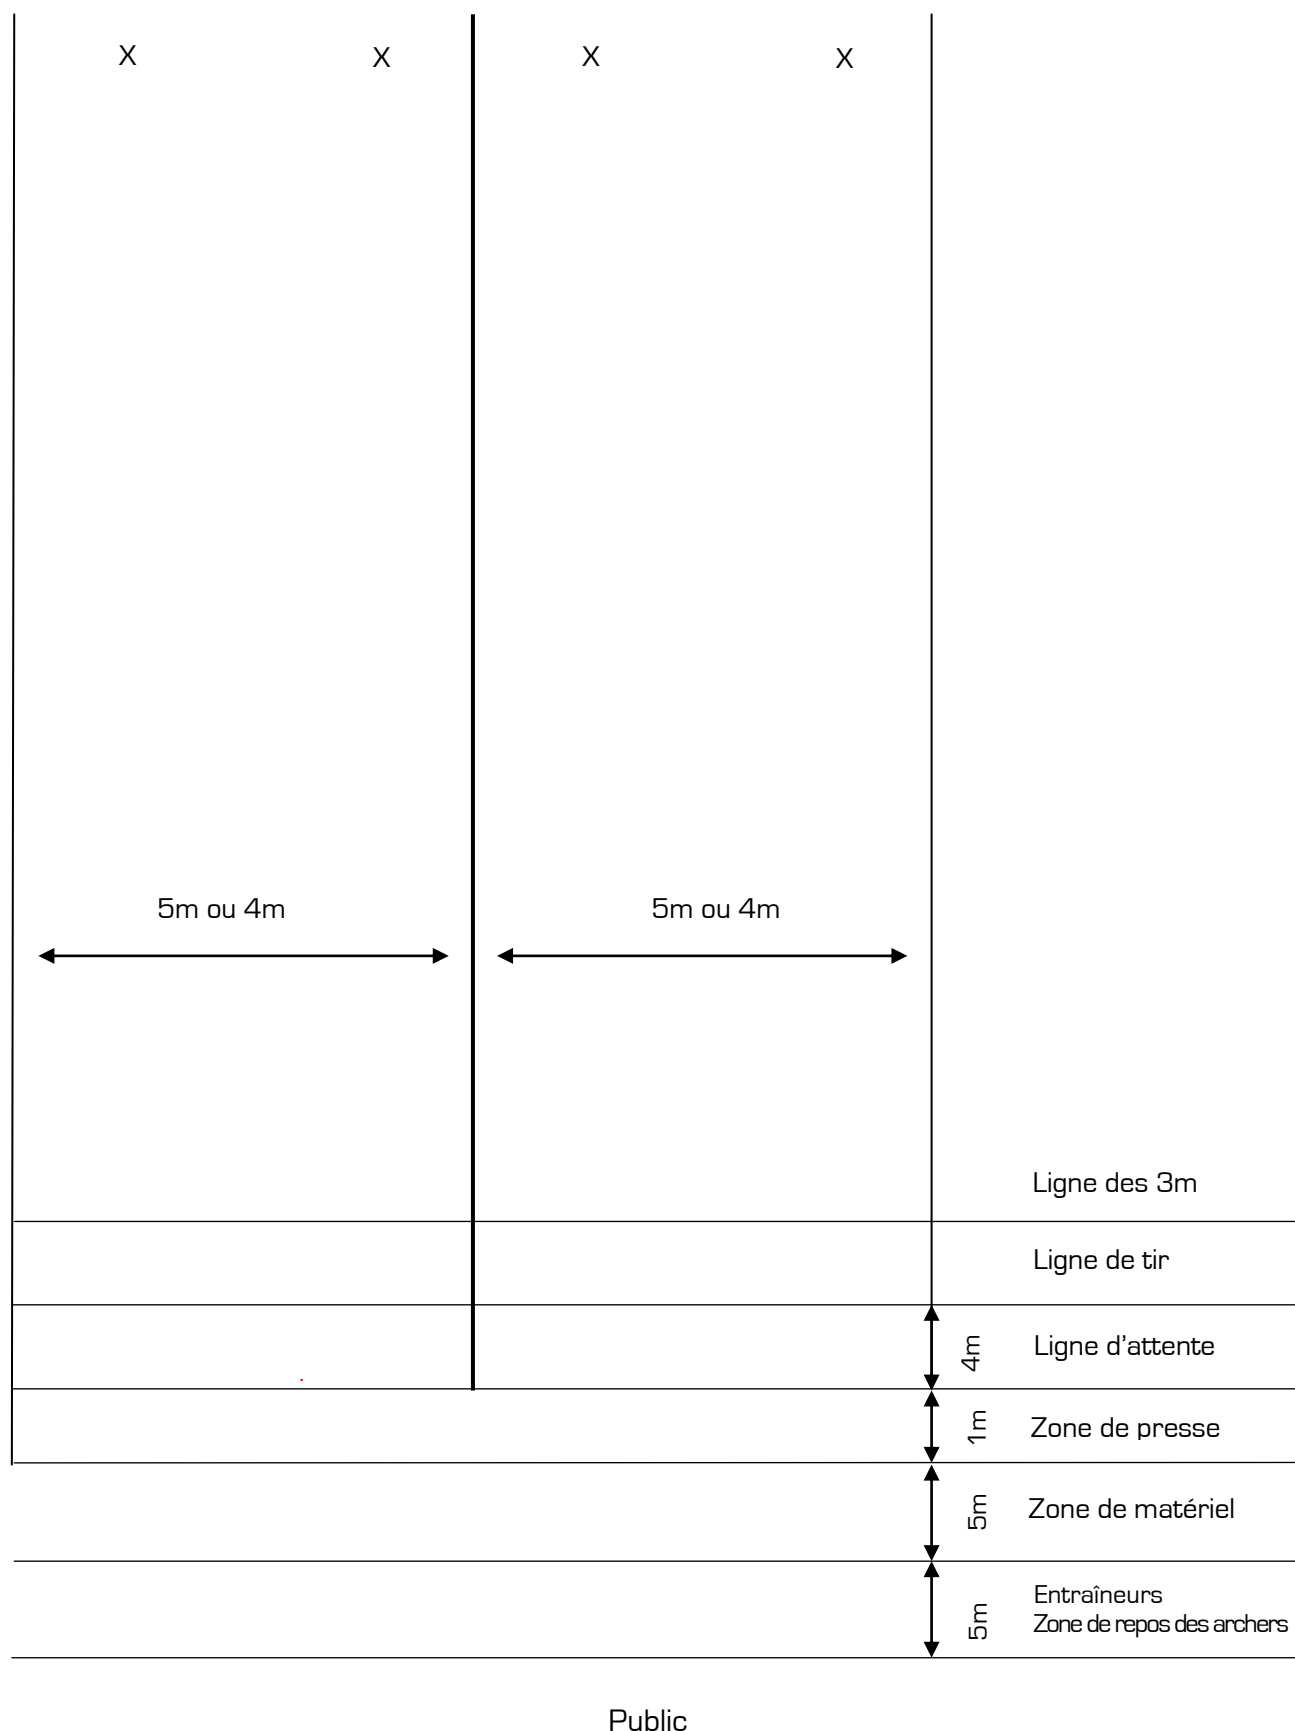 X X X X
5m ou 4m 5m ou 4m
Ligne des 3m
Ligne de tir
4m Ligne d'attente
1m Zone de presse
5m Zone de matériel
Entraîneurs
5m Zone de repos des archers
Public